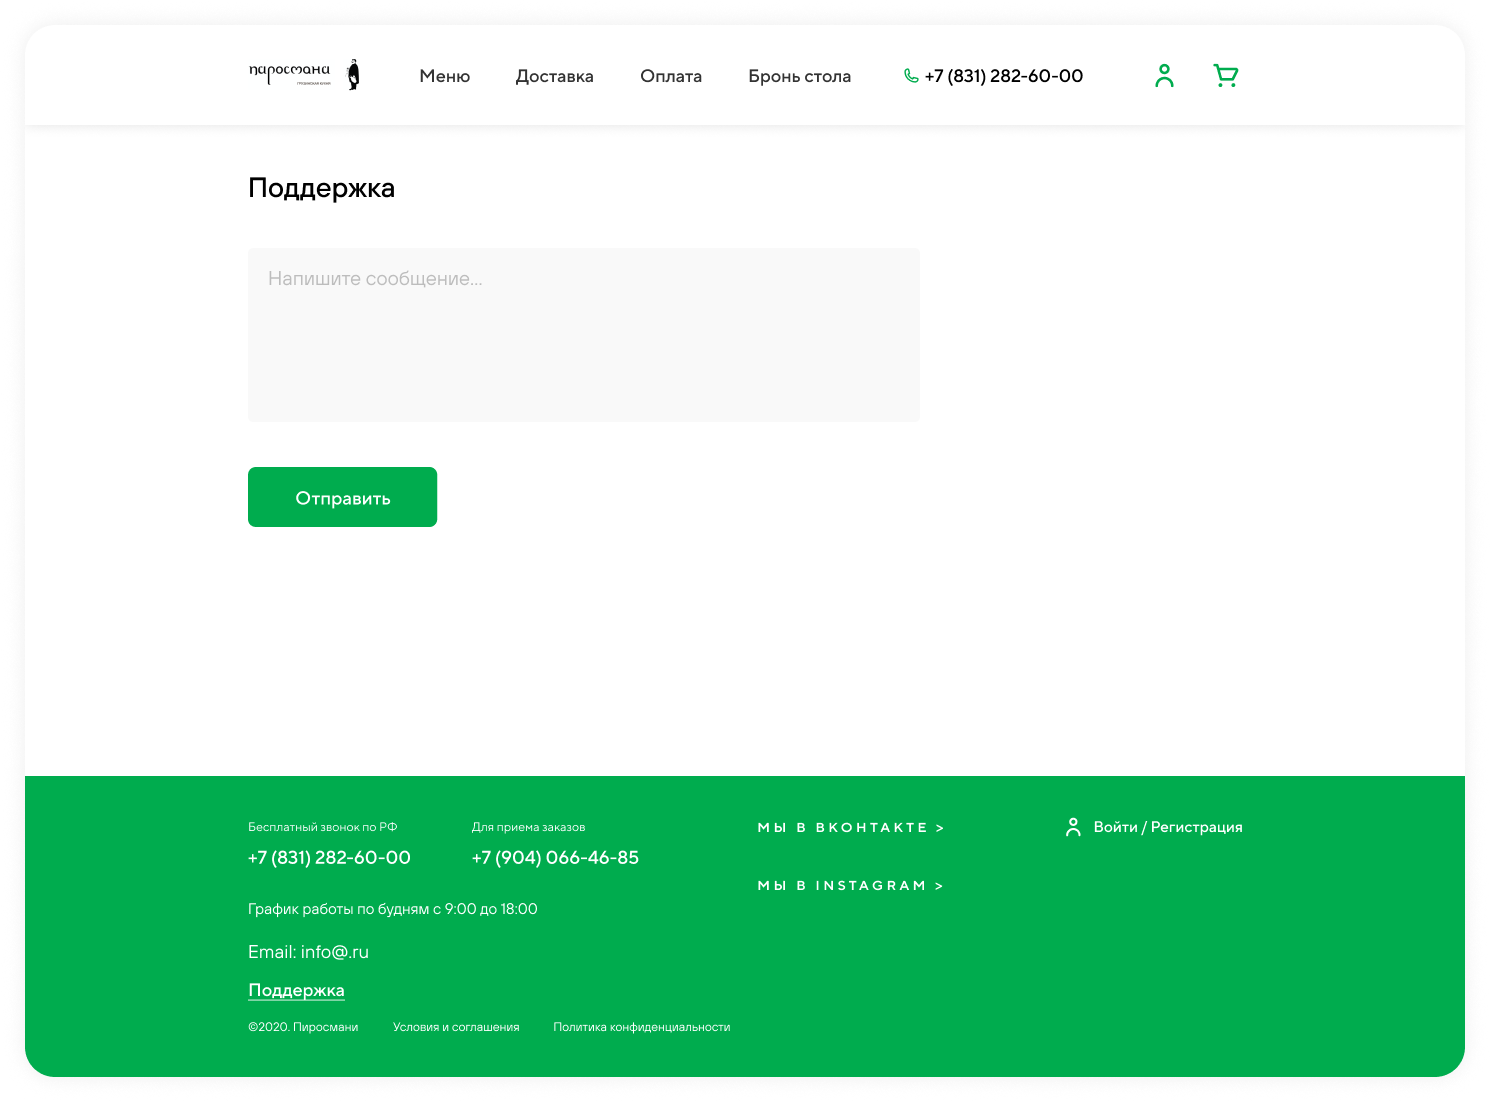 пиросмани
ГРУЗИНСКАЯ КУХНЯ
Меню
Доставка
Оплата
Бронь стола
+7 (831) 282-60-00
Поддержка
Напишите сообщение...
Отправить
Бесплатный звонок по РФ
+7 (831) 282-60-00
Для приема заказов
+7 (904) 066-46-85
График работы по будням с 9:00 до 18:00
Email: info@.ru
Поддержка
©2020. Пиросмани
Условия и соглашения
Политика конфиденциальности
МЫ В ВКОНТАКТЕ >
МЫ В INSTAGRAM >
Войти / Регистрация